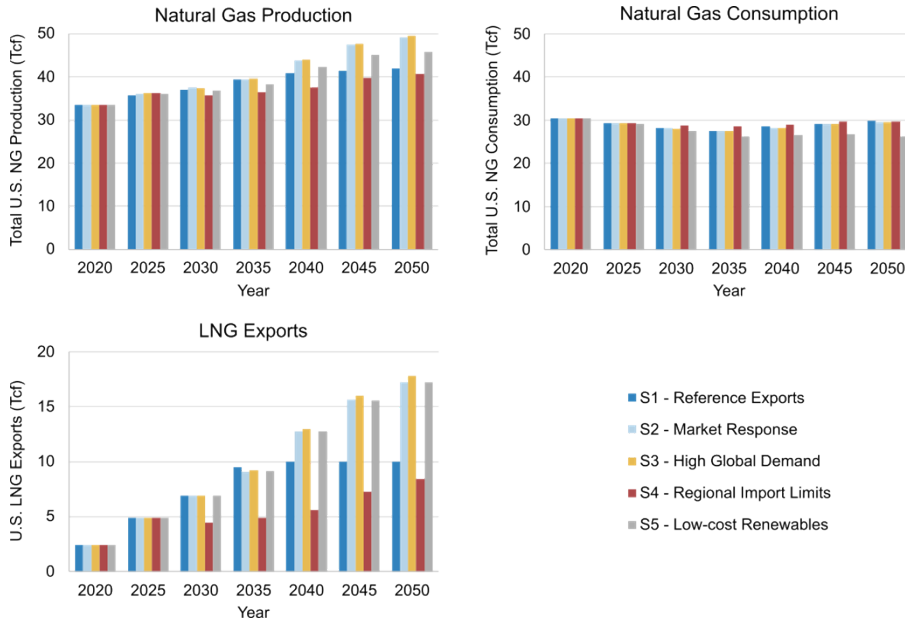 Natural Gas Production
Total U.S. NG Production (Tcf)
50
40
30
20
10
0
2020 2025 2030 2035 2040 2045 2050
Year
Natural Gas Consumption
Total U.S. NG Consumption (Tcf)
50
40
30
20
10
0
2020 2025 2030 2035 2040 2045 2050
Year
LNG Exports
U.S. LNG Exports (Tcf)
20
15
10
5
0
2020 2025 2030 2035 2040 2045 2050
Year
S1 - Reference Exports
S2 - Market Response
S3 - High Global Demand
S4 - Regional Import Limits
S5 - Low-cost Renewables